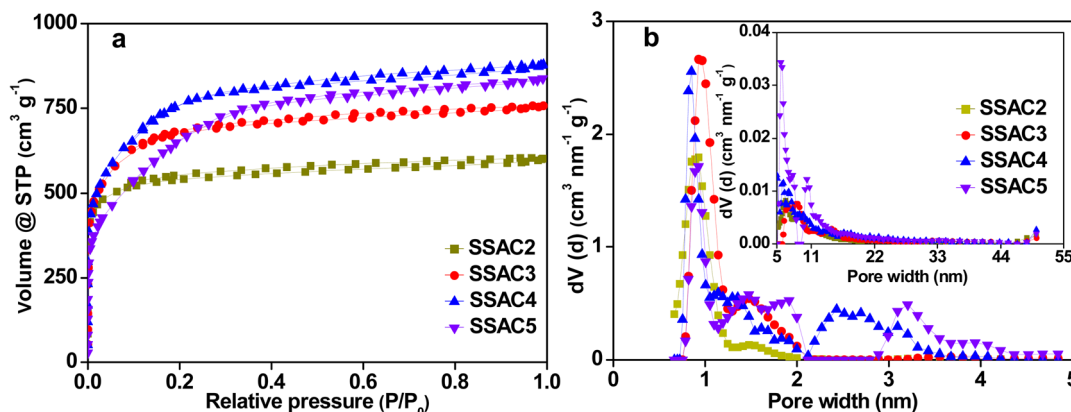 a
volume @ STP (cm³ g⁻¹)
1000
750
500
250
0
SSAC2
SSAC3
SSAC4
SSAC5
0.0 0.2 0.4 0.6 0.8 1.0
Relative pressure (P/P₀)
b
dV (d) (cm³ nm⁻¹ g⁻¹)
3
2
1
0
0 1 2 3 4 5
Pore width (nm)
dV (d) (cm³ nm⁻¹ g⁻¹)
0.04
0.03
0.01
0.00
5 11 22 33 44 55
Pore width (nm)
SSAC2
SSAC3
SSAC4
SSAC5